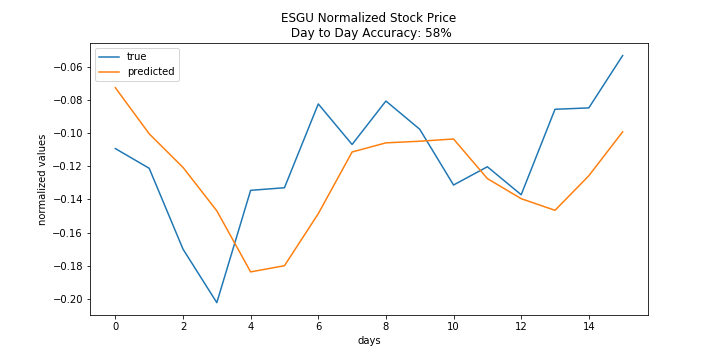 ESGU Normalized Stock Price
Day to Day Accuracy: 58%
true
predicted
normalized values
−0.06
−0.08
−0.10
−0.12
−0.14
−0.16
−0.18
−0.20
0
2
4
6
8
10
12
14
days